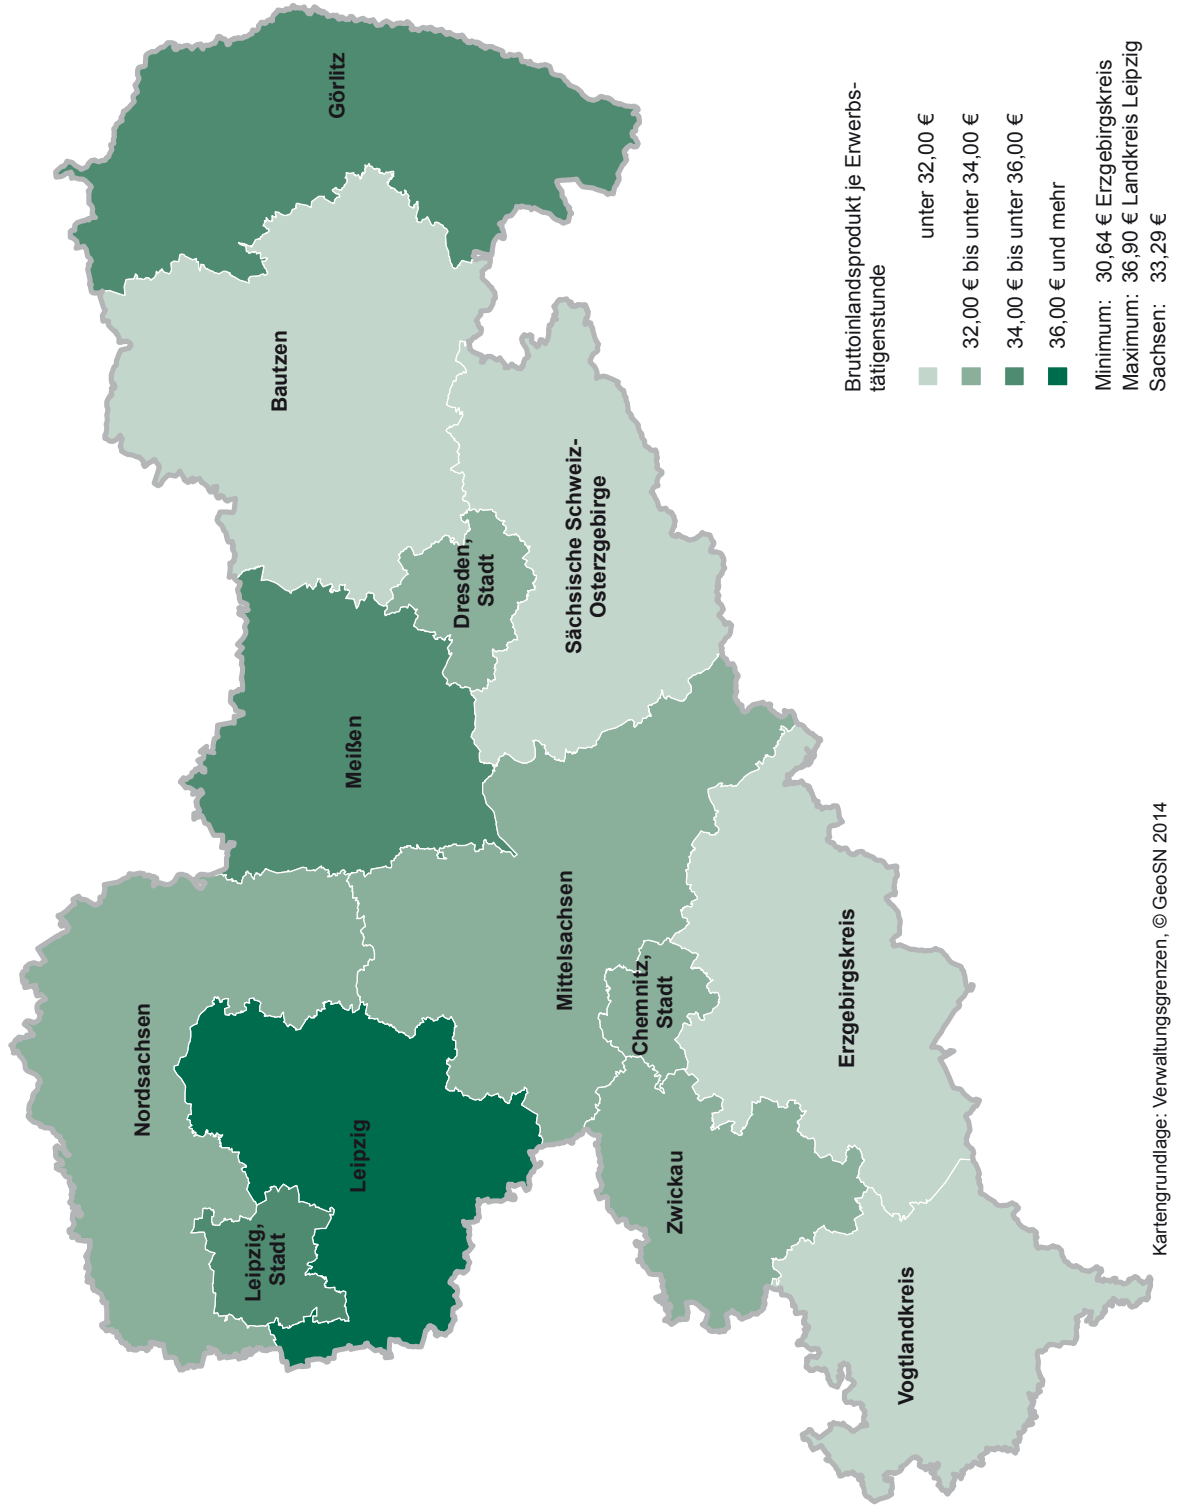 Nordsachsen
Leipzig,
Stadt
Leipzig
Meißen
Bautzen
Görlitz
Dresden,
Stadt
Mittelsachsen
Sächsische Schweiz-
Osterzgebirge
Chemnitz,
Stadt
Zwickau
Erzgebirgskreis
Vogtlandkreis
Bruttoinlandsprodukt je Erwerbs-
tätigenstunde
unter 32,00 €
32,00 € bis unter 34,00 €
34,00 € bis unter 36,00 €
36,00 € und mehr
Minimum: 30,64 € Erzgebirgskreis
Maximum: 36,90 € Landkreis Leipzig
Sachsen: 33,29 €
Kartengrundlage: Verwaltungsgrenzen, © GeoSN 2014